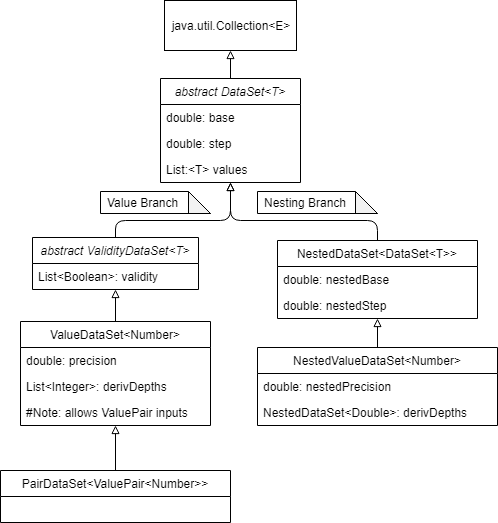 java.util.Collection<E>
abstract DataSet<T>
double: base
double: step
List:<T> values
Value Branch
Nesting Branch
abstract ValidityDataSet<T>
List<Boolean>: validity
NestedDataSet<DataSet<T>>
double: nestedBase
double: nestedStep
ValueDataSet<Number>
double: precision
List<Integer>: derivDepths
#Note: allows ValuePair inputs
NestedValueDataSet<Number>
double: nestedPrecision
NestedDataSet<Double>: derivDepths
PairDataSet<ValuePair<Number>>